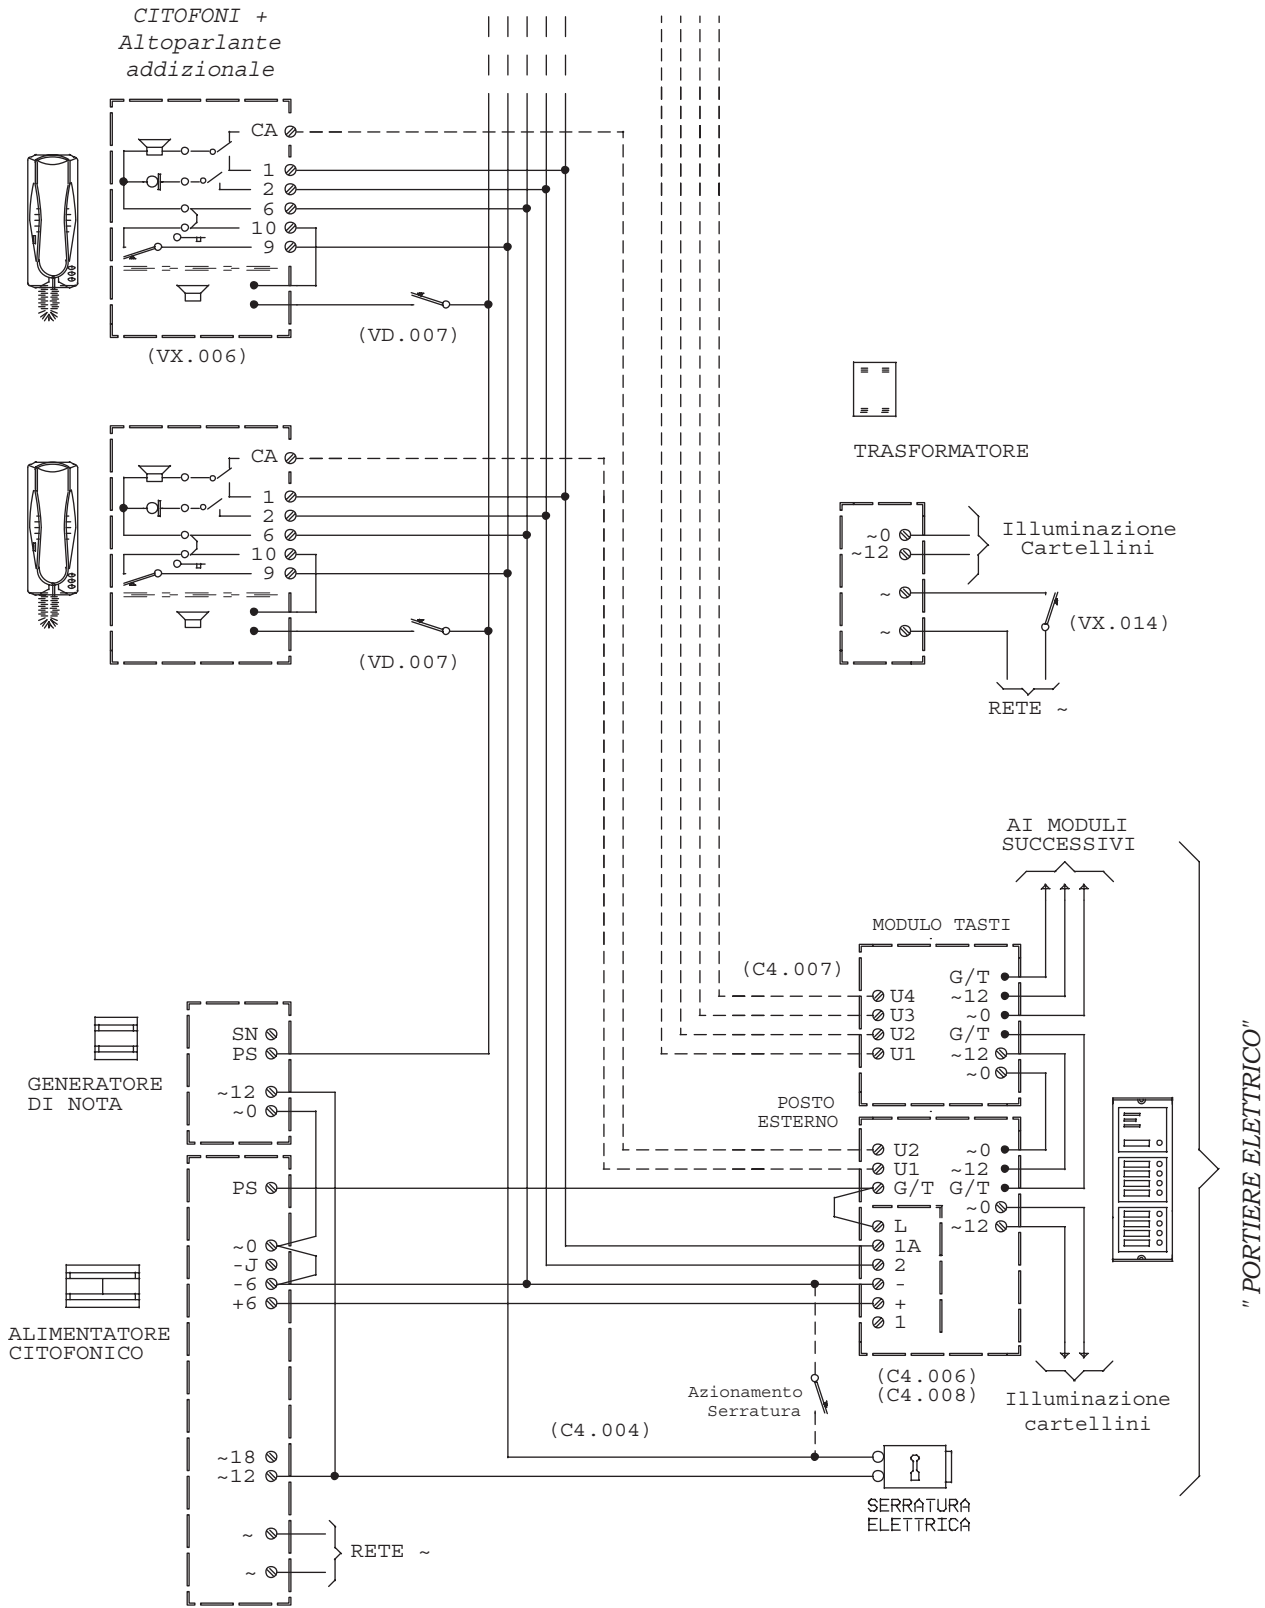 CITOFONI +
Altoparlante
addizionale
CA
1
2
6
10
9
(VD.007)
(VX.006)
CA
1
2
6
10
9
(VD.007)
TRASFORMATORE
~0
~12
~
~
Illuminazione
Cartellini
(VX.014)
RETE ~
AI MODULI
SUCCESSIVI
MODULO TASTI
(C4.007)
U4
U3
U2
U1
G/T
~12
~0
G/T
~12
~0
GENERATORE
DI NOTA
SN
PS
~12
~0
POSTO
ESTERNO
U2
U1
G/T
L
1A
2
-
+
1
~0
~12
G/T
~0
~12
(C4.006)
(C4.008)
Illuminazione
cartellini
" PORTIERE ELETTRICO"
ALIMENTATORE
CITOFONICO
PS
~0
-J
-6
+6
~18
~12
~
~
RETE ~
Azionamento
Serratura
(C4.004)
SERRATURA
ELETTRICA